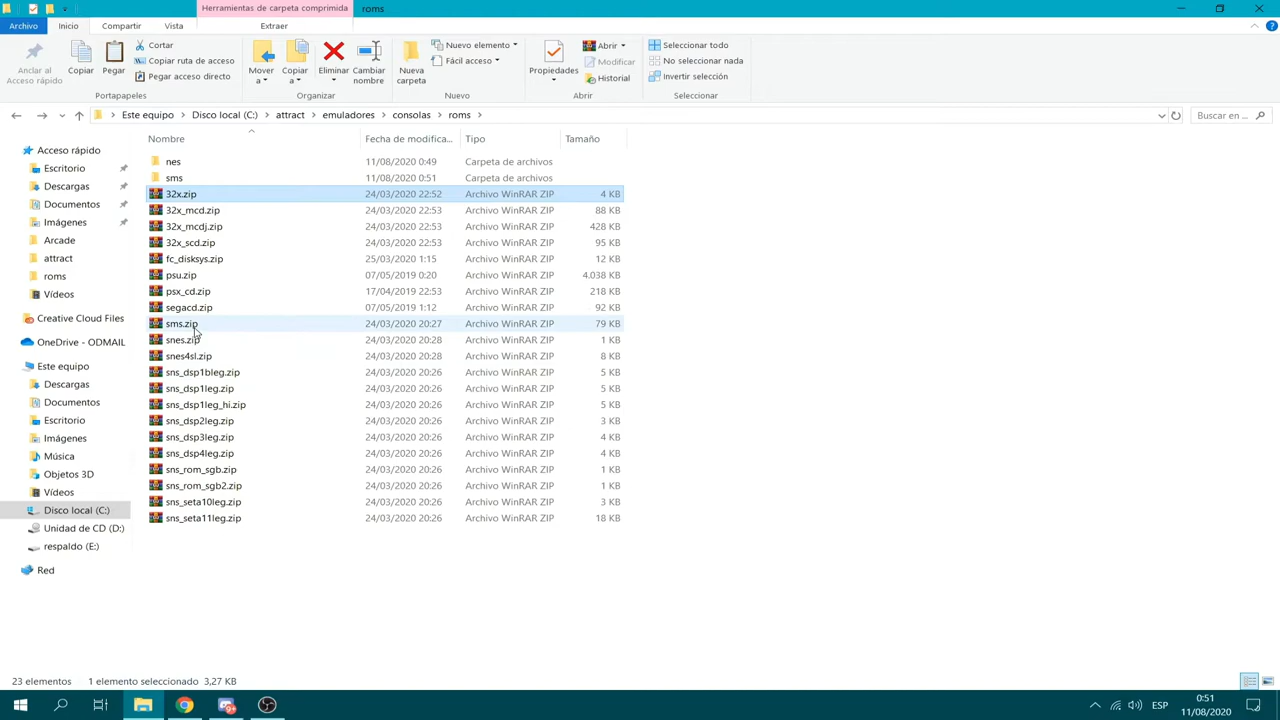 Herramientas de carpeta comprimida roms
Archivo Inicio Compartir Vista Extraer
Anclar al Acceso rápido
Copiar
Pegar
Cortar
Copiar ruta de acceso
Pegar acceso directo
Portapapeles
Mover a
Copiar a
Eliminar
Cambiar nombre
Organizar
Nueva carpeta
Nuevo elemento
Fácil acceso
Nuevo
Propiedades
Abrir
Modificar
Historial
Abrir
Seleccionar todo
No seleccionar nada
Invertir selección
Seleccionar
Este equipo > Disco local (C:) > attract > emuladores > consolas > roms >
Buscar en ...
Acceso rápido
Escritorio
Descargas
Documentos
Imágenes
Arcade
attract
roms
Vídeos
Creative Cloud Files
OneDrive - ODMAIL
Este equipo
Descargas
Documentos
Escritorio
Imágenes
Música
Objetos 3D
Vídeos
Disco local (C:)
Unidad de CD (D:)
respaldo (E:)
Red
Nombre Fecha de modifica... Tipo Tamaño
nes 11/08/2020 0:49 Carpeta de archivos
sms 11/08/2020 0:51 Carpeta de archivos
32x.zip 24/03/2020 22:52 Archivo WinRAR ZIP 4 KB
32x_mcd.zip 24/03/2020 22:53 Archivo WinRAR ZIP 88 KB
32x_mcdj.zip 24/03/2020 22:53 Archivo WinRAR ZIP 428 KB
32x_scd.zip 24/03/2020 22:53 Archivo WinRAR ZIP 95 KB
fc_disksys.zip 25/03/2020 1:15 Archivo WinRAR ZIP 12 KB
psu.zip 07/05/2019 0:20 Archivo WinRAR ZIP 4.038 KB
psx_cd.zip 17/04/2019 22:53 Archivo WinRAR ZIP 218 KB
segacd.zip 07/05/2019 1:12 Archivo WinRAR ZIP 92 KB
sms.zip 24/03/2020 20:27 Archivo WinRAR ZIP 79 KB
snes.zip 24/03/2020 20:28 Archivo WinRAR ZIP 1 KB
snes4sl.zip 24/03/2020 20:28 Archivo WinRAR ZIP 8 KB
sns_dsp1bleg.zip 24/03/2020 20:26 Archivo WinRAR ZIP 5 KB
sns_dsp1leg.zip 24/03/2020 20:26 Archivo WinRAR ZIP 5 KB
sns_dsp1leg_hi.zip 24/03/2020 20:26 Archivo WinRAR ZIP 5 KB
sns_dsp2leg.zip 24/03/2020 20:26 Archivo WinRAR ZIP 3 KB
sns_dsp3leg.zip 24/03/2020 20:26 Archivo WinRAR ZIP 4 KB
sns_dsp4leg.zip 24/03/2020 20:26 Archivo WinRAR ZIP 4 KB
sns_rom_sgb.zip 24/03/2020 20:26 Archivo WinRAR ZIP 1 KB
sns_rom_sgb2.zip 24/03/2020 20:26 Archivo WinRAR ZIP 1 KB
sns_seta10leg.zip 24/03/2020 20:26 Archivo WinRAR ZIP 3 KB
sns_seta11leg.zip 24/03/2020 20:26 Archivo WinRAR ZIP 18 KB
23 elementos 1 elemento seleccionado 3,27 KB
ESP
0:51
11/08/2020